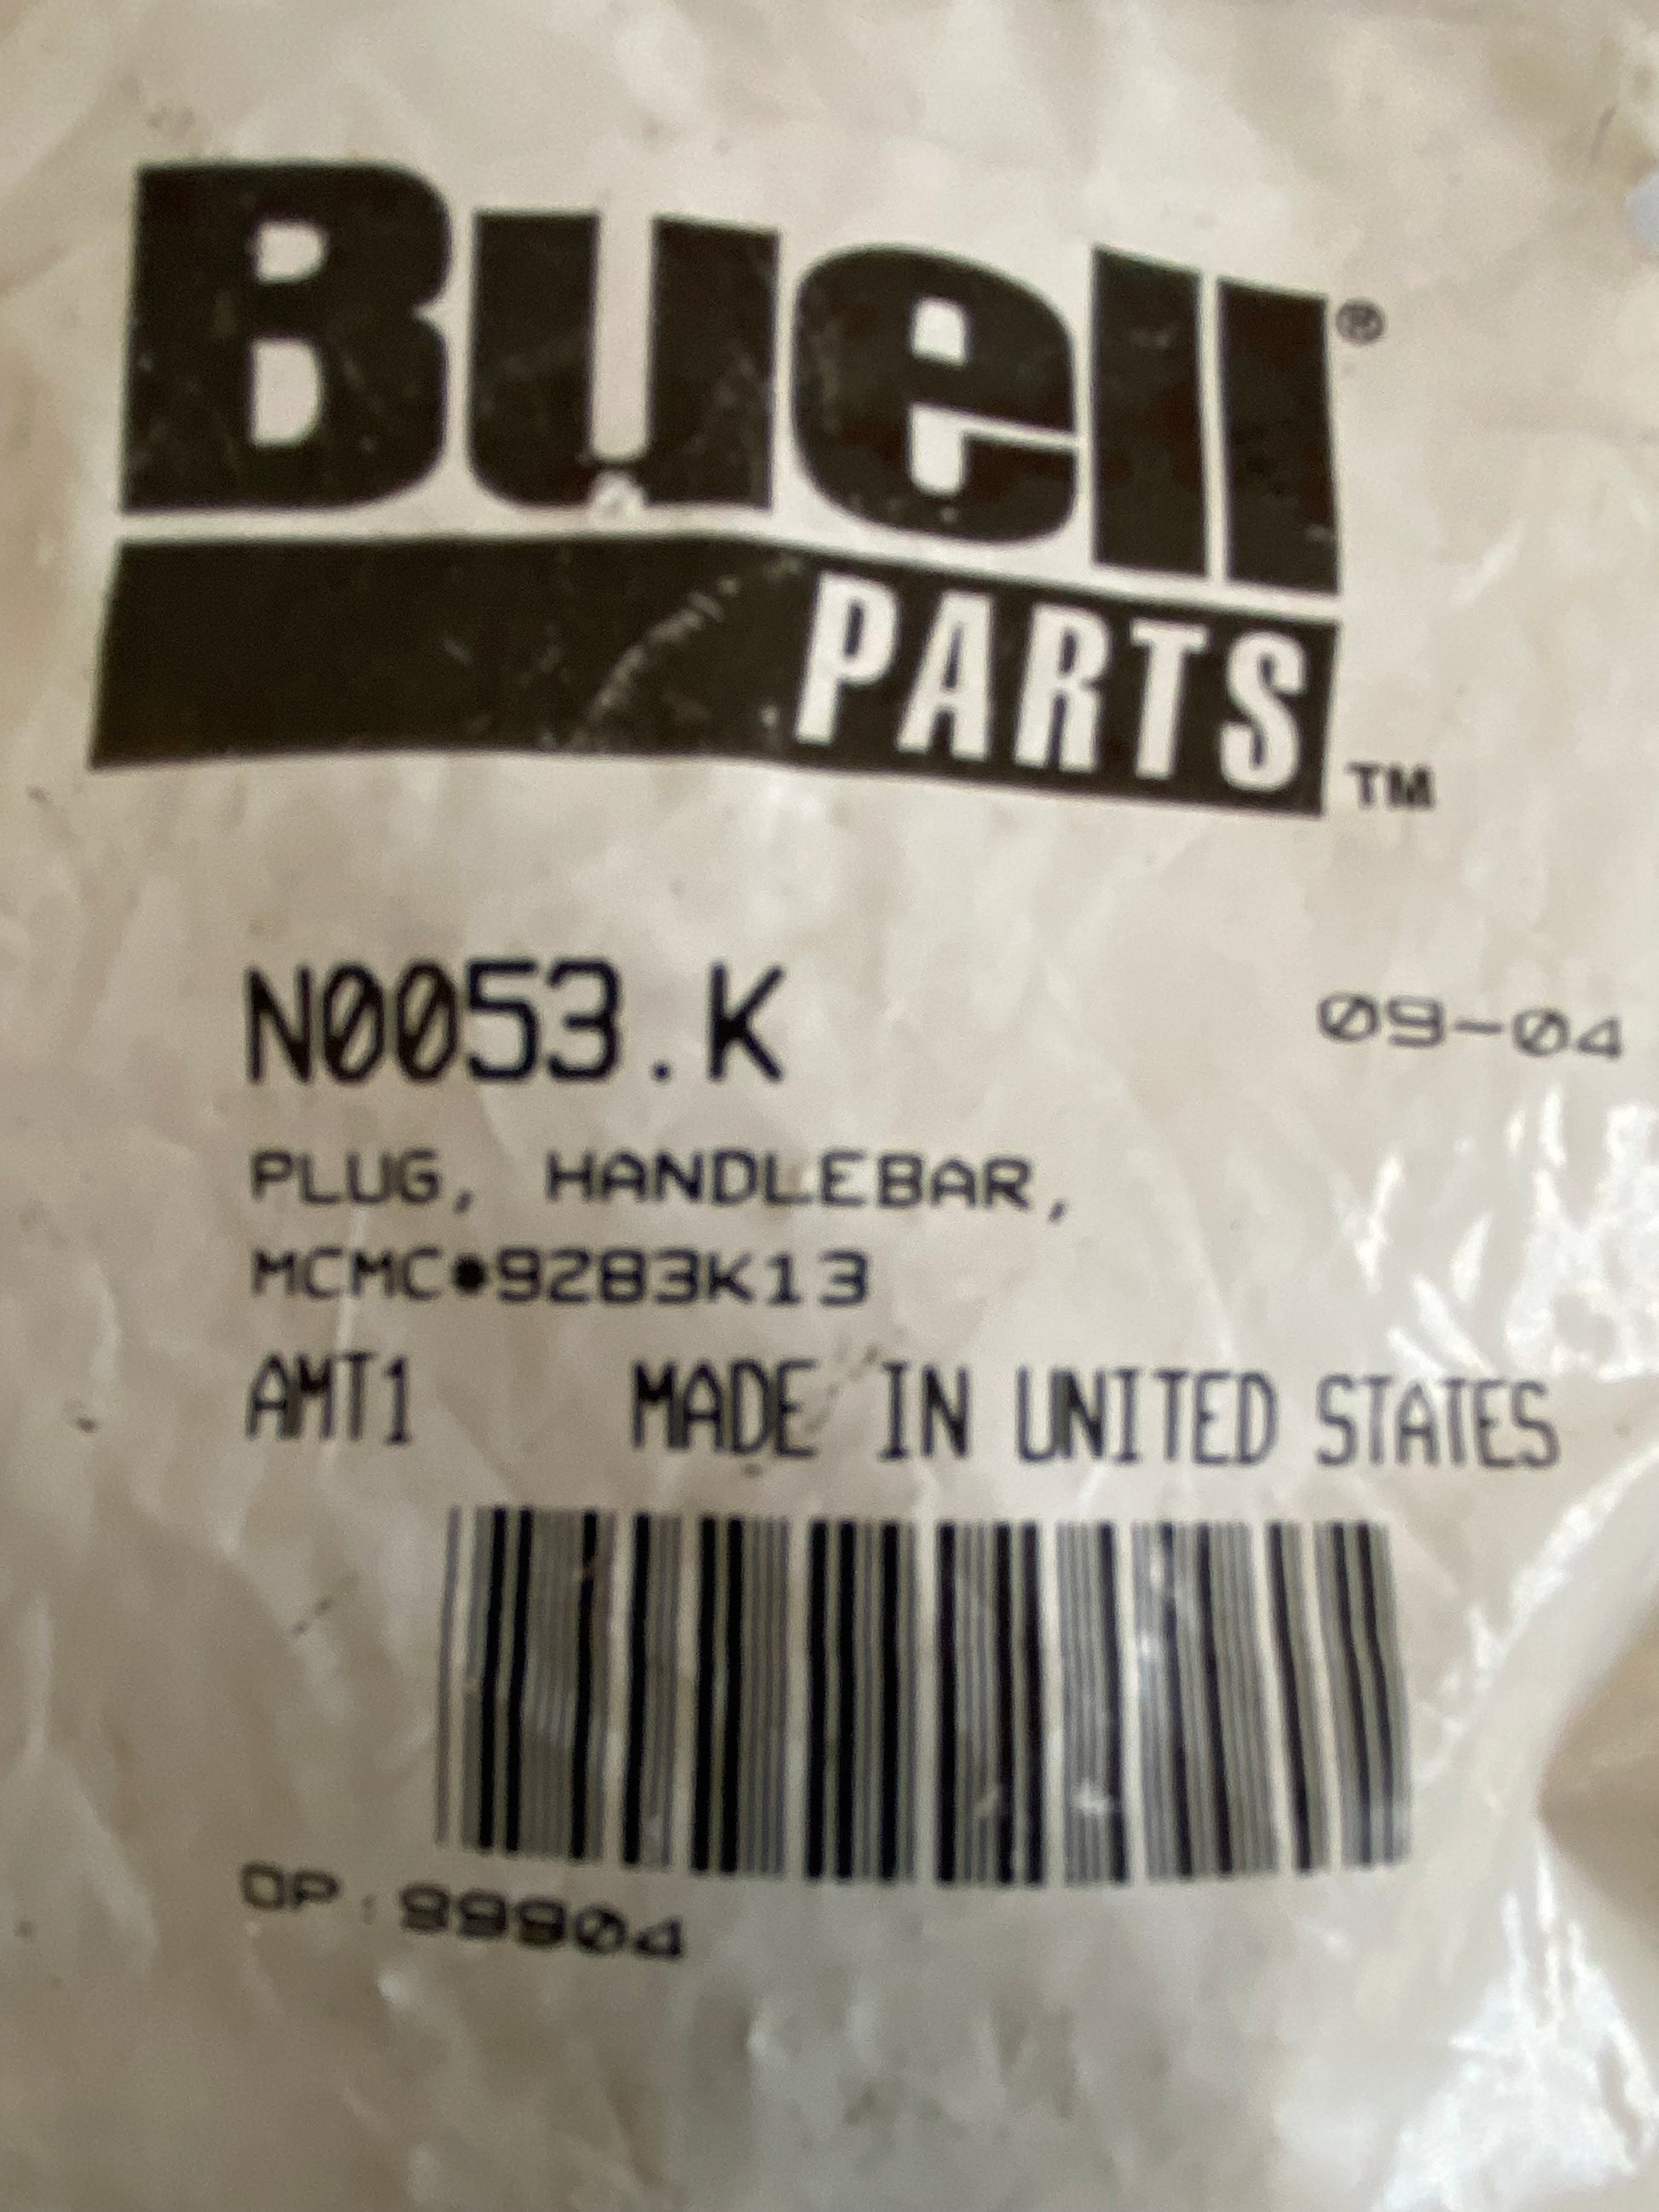 Buell®
PARTS™
N0053.K 09-04
PLUG, HANDLEBAR,
MCMC•9283K13
AMT1 MADE IN UNITED STATES
OP: 99904